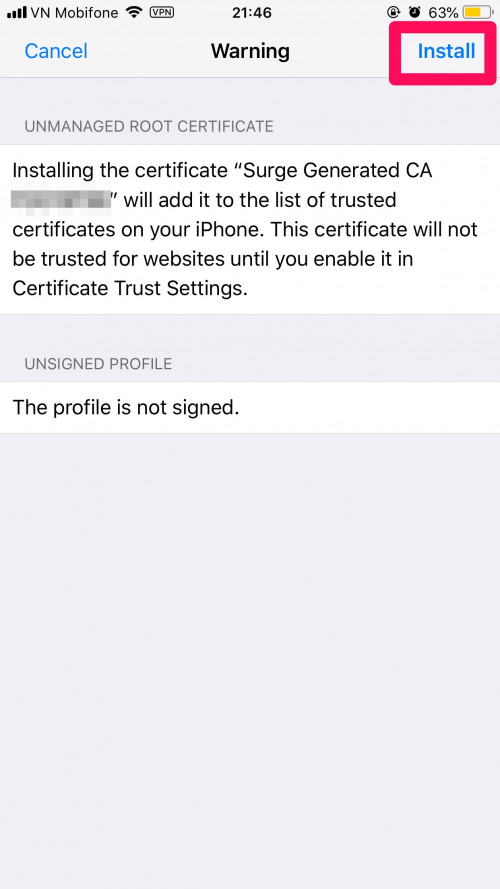 VN Mobifone VPN 21:46 63%
Cancel Warning Install
UNMANAGED ROOT CERTIFICATE
Installing the certificate “Surge Generated CA
” will add it to the list of trusted
certificates on your iPhone. This certificate will not
be trusted for websites until you enable it in
Certificate Trust Settings.
UNSIGNED PROFILE
The profile is not signed.